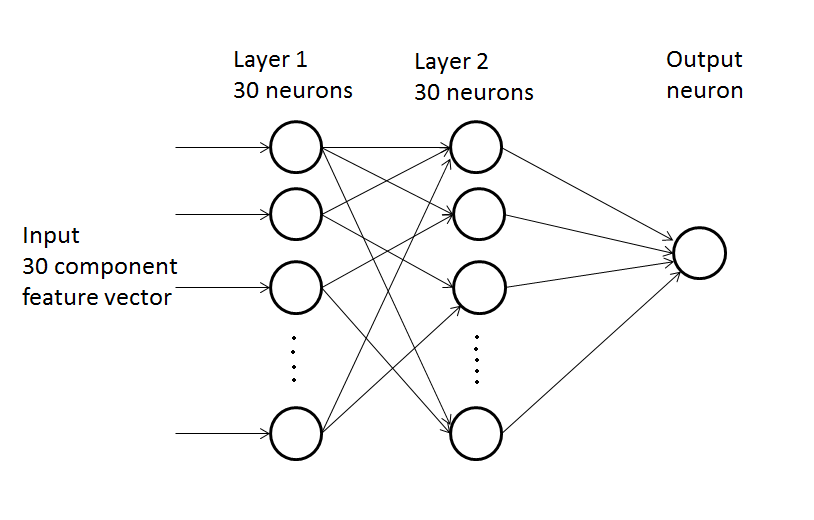 Layer 1
30 neurons
Layer 2
30 neurons
Output
neuron
Input
30 component
feature vector